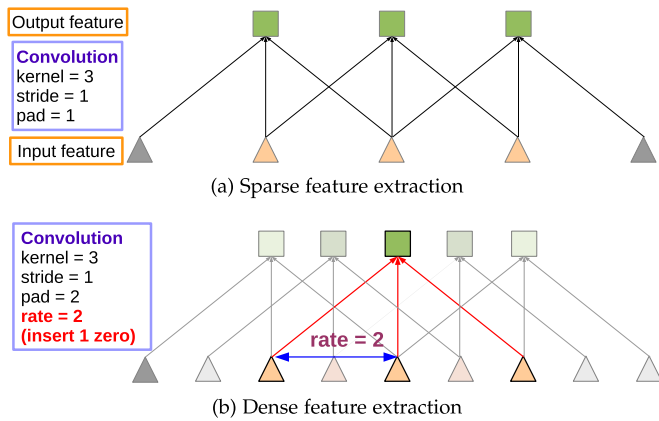 Output feature
Convolution
kernel = 3
stride = 1
pad = 1
Input feature
(a) Sparse feature extraction
Convolution
kernel = 3
stride = 1
pad = 2
rate = 2
(insert 1 zero)
rate = 2
(b) Dense feature extraction